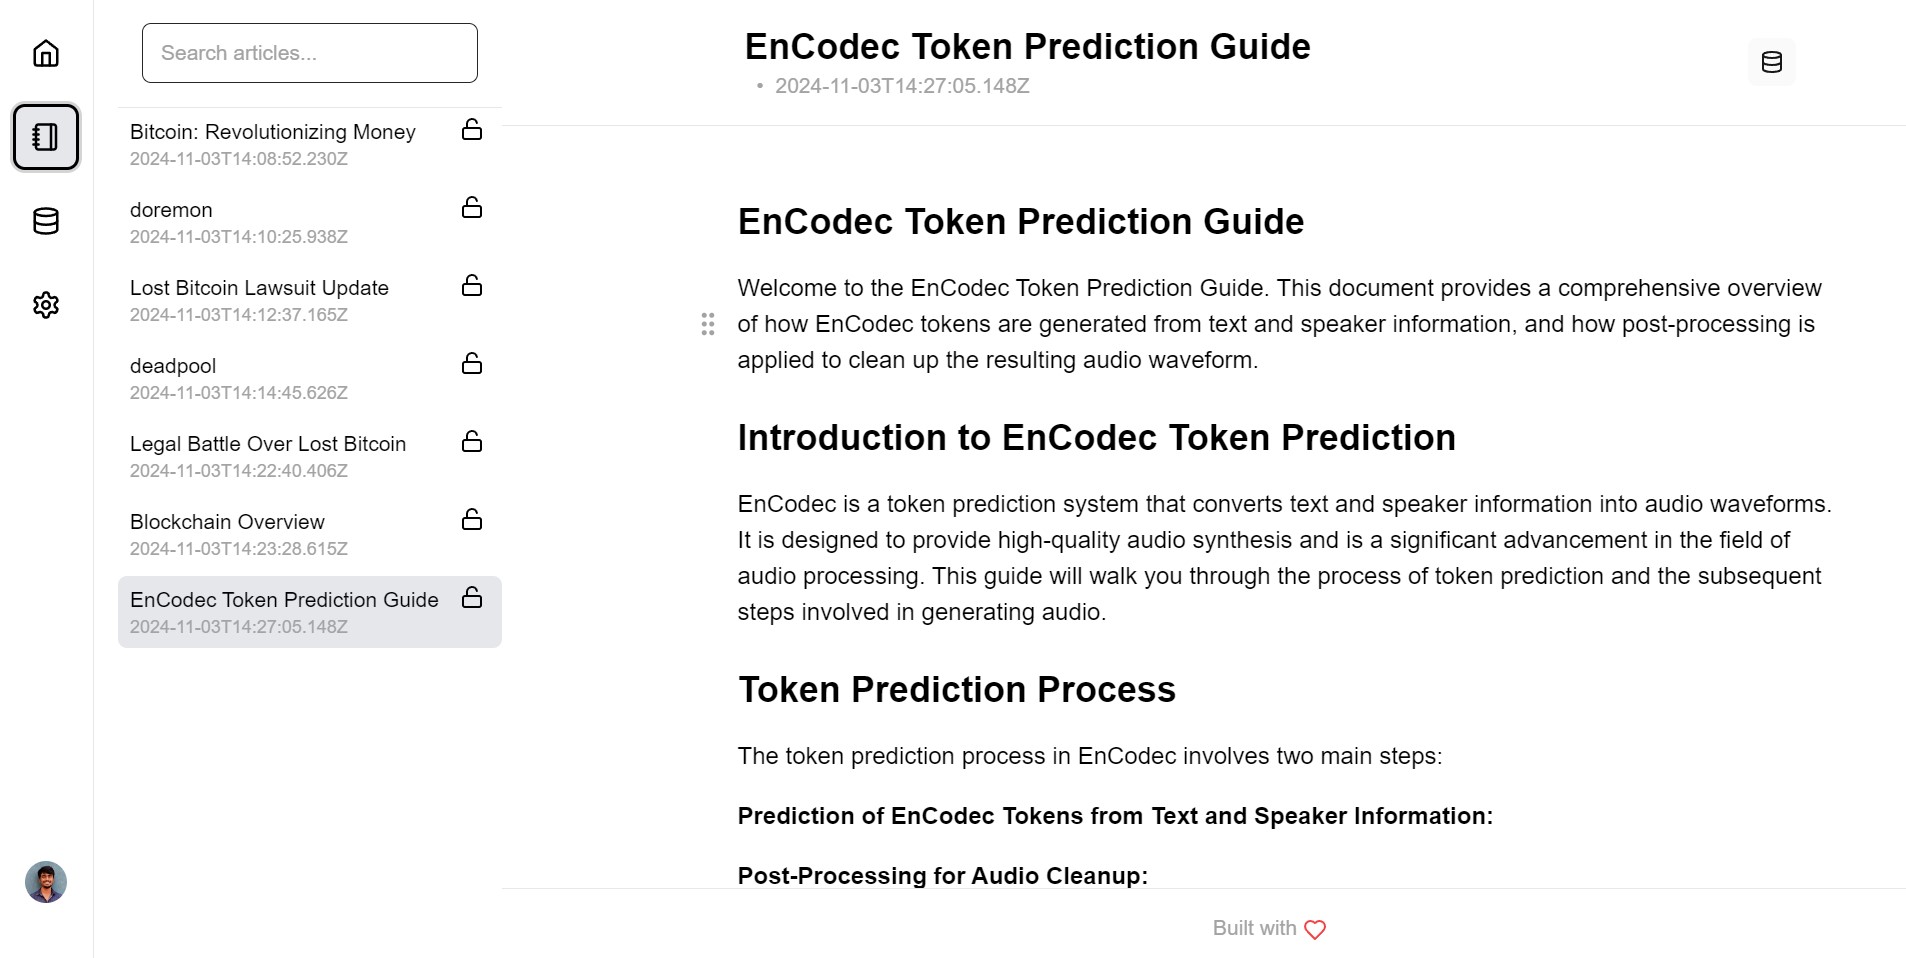 Search articles...
Bitcoin: Revolutionizing Money
2024-11-03T14:08:52.230Z
doremon
2024-11-03T14:10:25.938Z
Lost Bitcoin Lawsuit Update
2024-11-03T14:12:37.165Z
deadpool
2024-11-03T14:14:45.626Z
Legal Battle Over Lost Bitcoin
2024-11-03T14:22:40.406Z
Blockchain Overview
2024-11-03T14:23:28.615Z
EnCodec Token Prediction Guide
2024-11-03T14:27:05.148Z
EnCodec Token Prediction Guide
• 2024-11-03T14:27:05.148Z
EnCodec Token Prediction Guide
Welcome to the EnCodec Token Prediction Guide. This document provides a comprehensive overview
of how EnCodec tokens are generated from text and speaker information, and how post-processing is
applied to clean up the resulting audio waveform.
Introduction to EnCodec Token Prediction
EnCodec is a token prediction system that converts text and speaker information into audio waveforms.
It is designed to provide high-quality audio synthesis and is a significant advancement in the field of
audio processing. This guide will walk you through the process of token prediction and the subsequent
steps involved in generating audio.
Token Prediction Process
The token prediction process in EnCodec involves two main steps:
Prediction of EnCodec Tokens from Text and Speaker Information:
Post-Processing for Audio Cleanup:
Built with